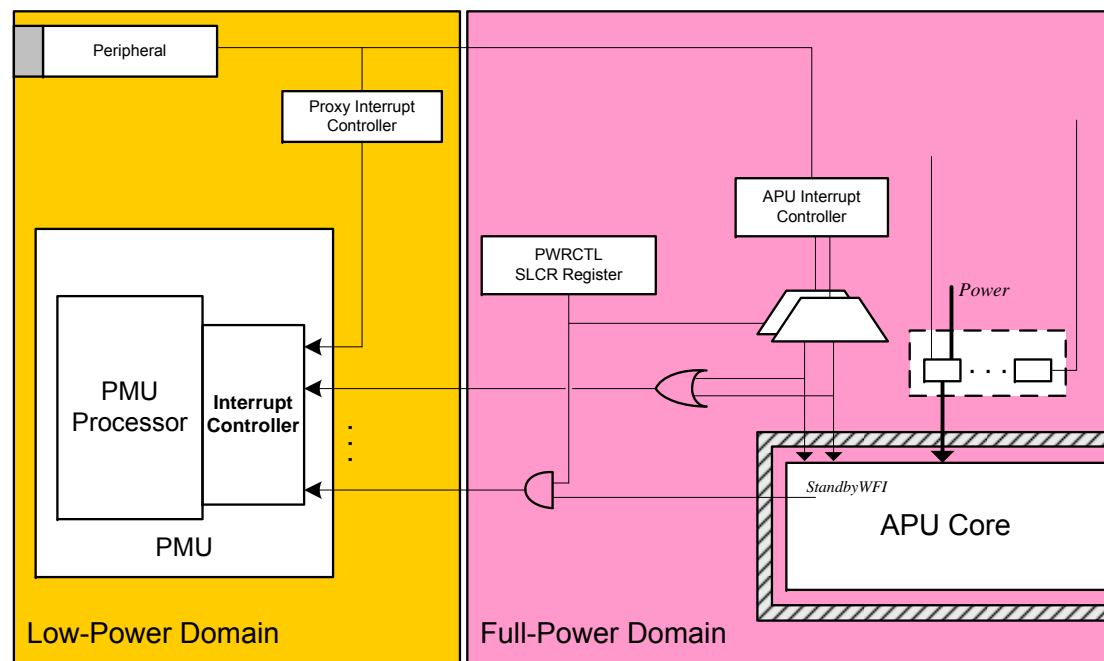 Peripheral
Proxy Interrupt
Controller
APU Interrupt
Controller
PWRCTL
SLCR Register
Power
PMU
Processor
Interrupt
Controller
. . .
. . .
StandbyWFI
APU Core
PMU
Low-Power Domain
Full-Power Domain